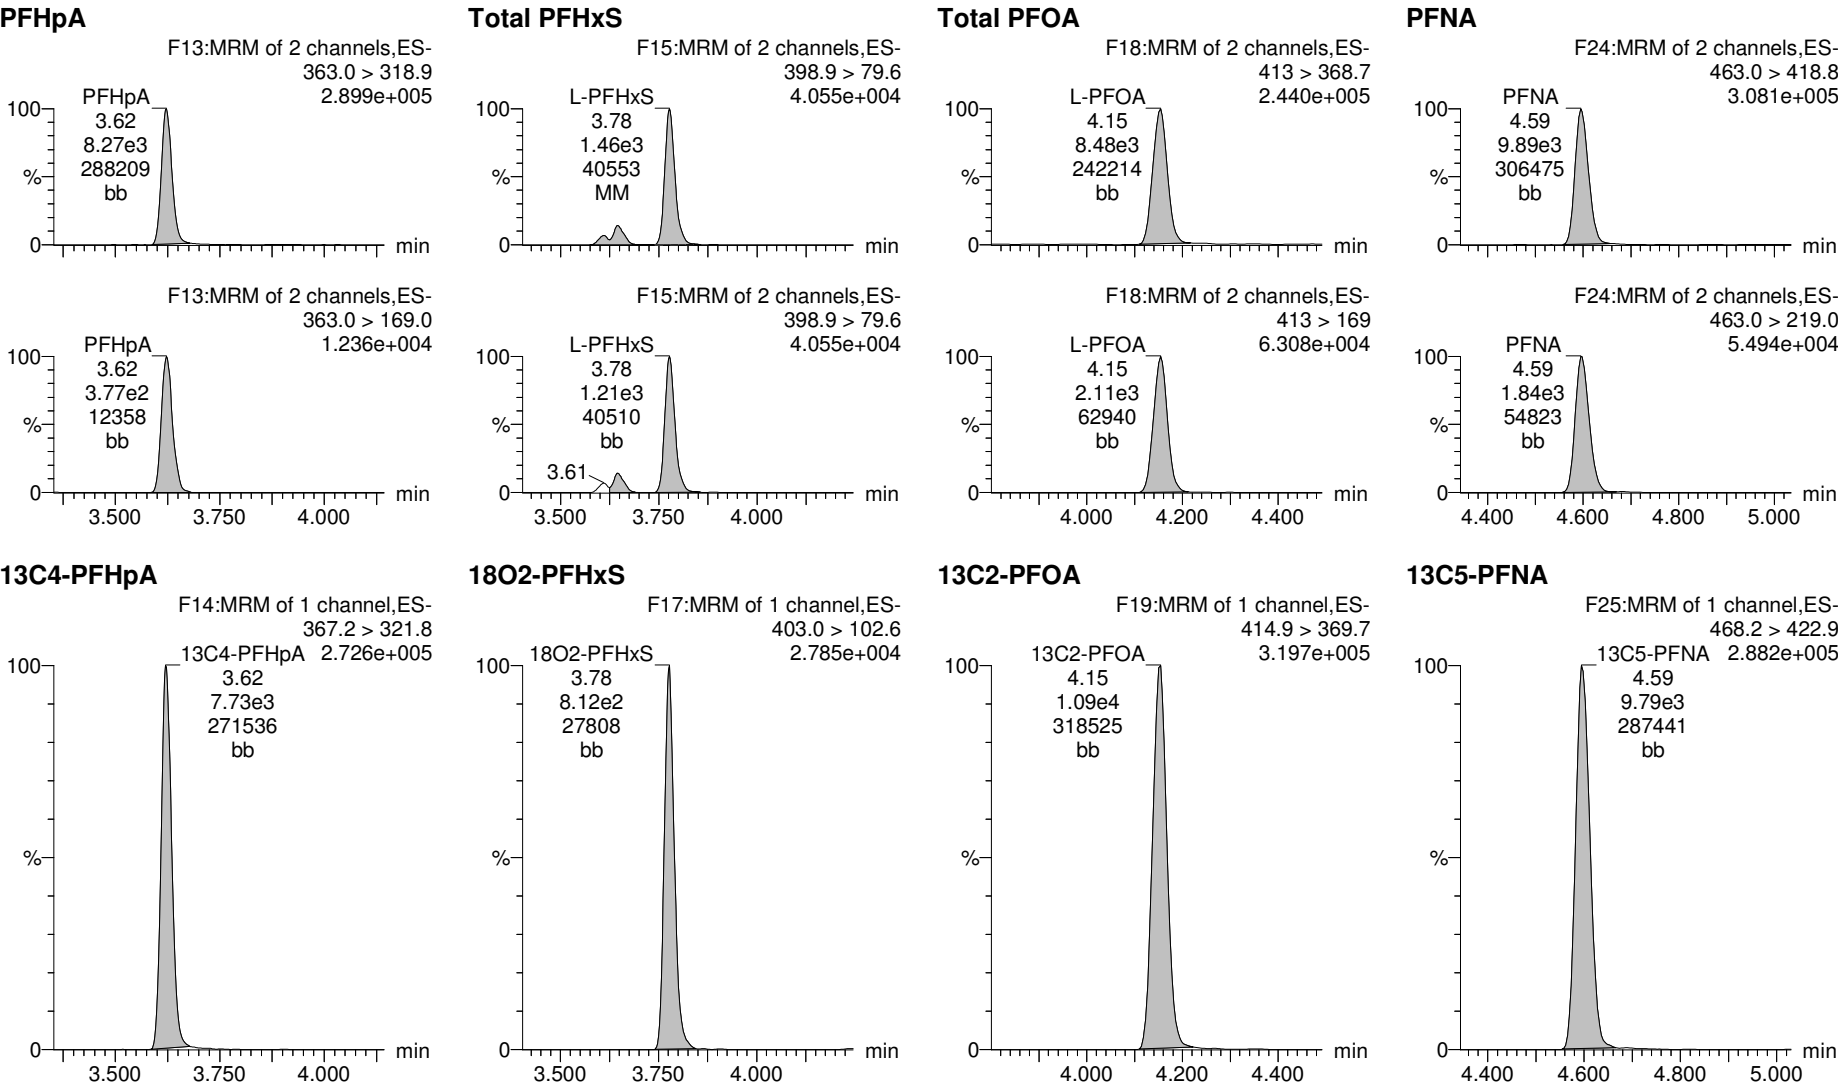 PFHpA
F13:MRM of 2 channels,ES-
363.0 > 318.9
2.899e+005
PFHpA
3.62
8.27e3
288209
bb
100
%
0
min
F13:MRM of 2 channels,ES-
363.0 > 169.0
1.236e+004
PFHpA
3.62
3.77e2
12358
bb
100
%
0
min
3.500 3.750 4.000
Total PFHxS
F15:MRM of 2 channels,ES-
398.9 > 79.6
4.055e+004
L-PFHxS
3.78
1.46e3
40553
MM
100
%
0
min
F15:MRM of 2 channels,ES-
398.9 > 79.6
4.055e+004
L-PFHxS
3.78
1.21e3
40510
bb
3.61
100
%
0
min
3.500 3.750 4.000
Total PFOA
F18:MRM of 2 channels,ES-
413 > 368.7
2.440e+005
L-PFOA
4.15
8.48e3
242214
bb
100
%
0
min
F18:MRM of 2 channels,ES-
413 > 169
6.308e+004
L-PFOA
4.15
2.11e3
62940
bb
100
%
0
min
4.000 4.200 4.400
PFNA
F24:MRM of 2 channels,ES-
463.0 > 418.8
3.081e+005
PFNA
4.59
9.89e3
306475
bb
100
%
0
min
F24:MRM of 2 channels,ES-
463.0 > 219.0
5.494e+004
PFNA
4.59
1.84e3
54823
bb
100
%
0
min
4.400 4.600 4.800 5.000
13C4-PFHpA
F14:MRM of 1 channel,ES-
367.2 > 321.8
13C4-PFHpA 2.726e+005
3.62
7.73e3
271536
bb
100
%
0
min
3.500 3.750 4.000
18O2-PFHxS
F17:MRM of 1 channel,ES-
403.0 > 102.6
18O2-PFHxS 2.785e+004
3.78
8.12e2
27808
bb
100
%
0
min
3.500 3.750 4.000
13C2-PFOA
F19:MRM of 1 channel,ES-
414.9 > 369.7
13C2-PFOA 3.197e+005
4.15
1.09e4
318525
bb
100
%
0
min
4.000 4.200 4.400
13C5-PFNA
F25:MRM of 1 channel,ES-
468.2 > 422.9
13C5-PFNA 2.882e+005
4.59
9.79e3
287441
bb
100
%
0
min
4.400 4.600 4.800 5.000